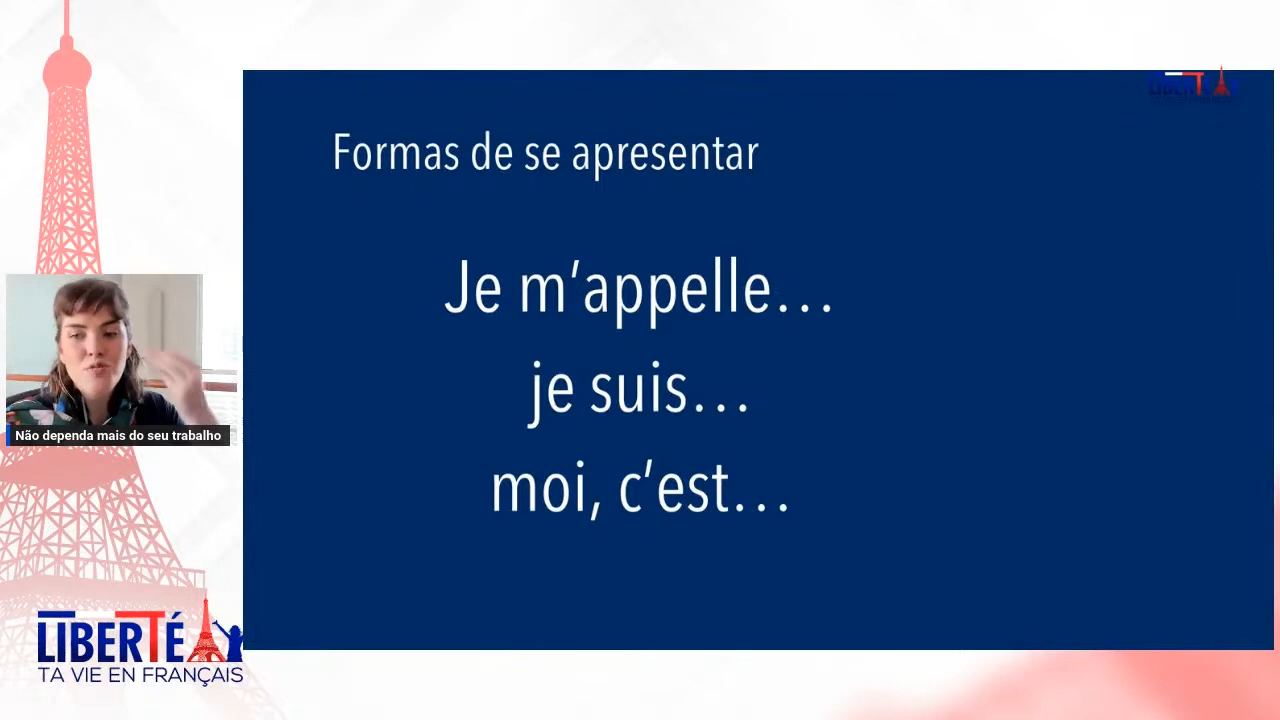 Formas de se apresentar
Je m’appelle…
je suis…
moi, c’est…
Não dependa mais do seu trabalho
LIBERTÉ
TA VIE EN FRANÇAIS
LIBERTÉ